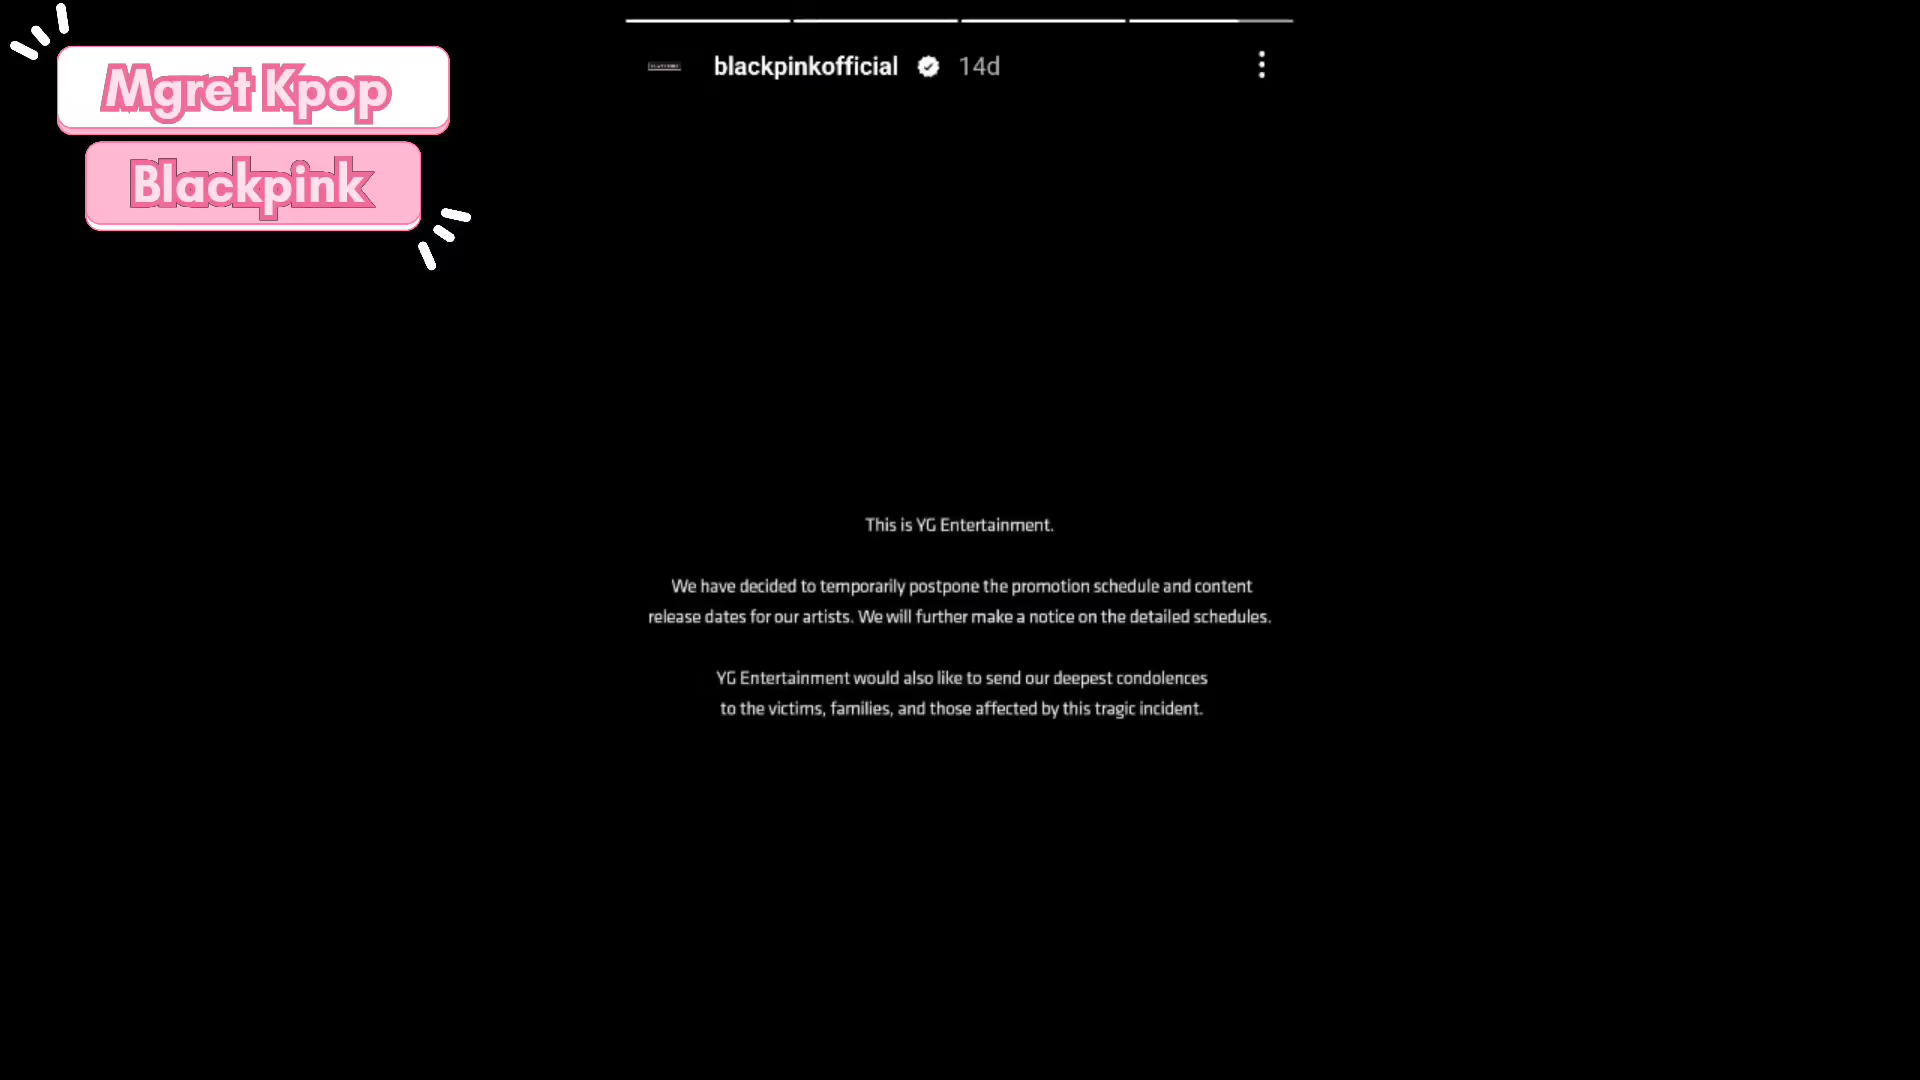 Mgret Kpop
Blackpink
blackpinkofficial 14d
This is YG Entertainment.
We have decided to temporarily postpone the promotion schedule and content
release dates for our artists. We will further make a notice on the detailed schedules.
YG Entertainment would also like to send our deepest condolences
to the victims, families, and those affected by this tragic incident.